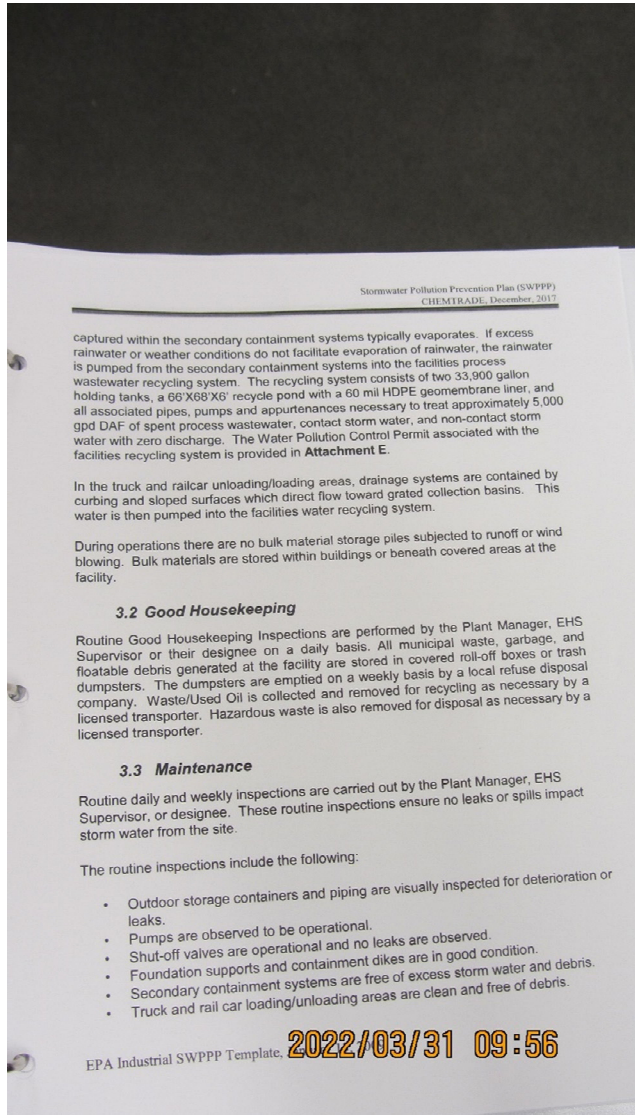 Stormwater Pollution Prevention Plan (SWPPP)
CHEMTRADE, December, 2017
captured within the secondary containment systems typically evaporates. If excess
rainwater or weather conditions do not facilitate evaporation of rainwater, the rainwater
is pumped from the secondary containment systems into the facilities process
wastewater recycling system. The recycling system consists of two 33,900 gallon
holding tanks, a 66'X68'X6' recycle pond with a 60 mil HDPE geomembrane liner, and
all associated pipes, pumps and appurtenances necessary to treat approximately 5,000
gpd DAF of spent process wastewater, contact storm water, and non-contact storm
water with zero discharge. The Water Pollution Control Permit associated with the
facilities recycling system is provided in Attachment E.
In the truck and railcar unloading/loading areas, drainage systems are contained by
curbing and sloped surfaces which direct flow toward grated collection basins. This
water is then pumped into the facilities water recycling system.
During operations there are no bulk material storage piles subjected to runoff or wind
blowing. Bulk materials are stored within buildings or beneath covered areas at the
facility.
3.2 Good Housekeeping
Routine Good Housekeeping Inspections are performed by the Plant Manager, EHS
Supervisor or their designee on a daily basis. All municipal waste, garbage, and
floatable debris generated at the facility are stored in covered roll-off boxes or trash
dumpsters. The dumpsters are emptied on a weekly basis by a local refuse disposal
company. Waste/Used Oil is collected and removed for recycling as necessary by a
licensed transporter. Hazardous waste is also removed for disposal as necessary by a
licensed transporter.
3.3 Maintenance
Routine daily and weekly inspections are carried out by the Plant Manager, EHS
Supervisor, or designee. These routine inspections ensure no leaks or spills impact
storm water from the site.
The routine inspections include the following:
• Outdoor storage containers and piping are visually inspected for deterioration or
leaks.
• Pumps are observed to be operational.
• Shut-off valves are operational and no leaks are observed.
• Foundation supports and containment dikes are in good condition.
• Secondary containment systems are free of excess storm water and debris.
• Truck and rail car loading/unloading areas are clean and free of debris.
EPA Industrial SWPPP Template,
2022/03/31 09:56